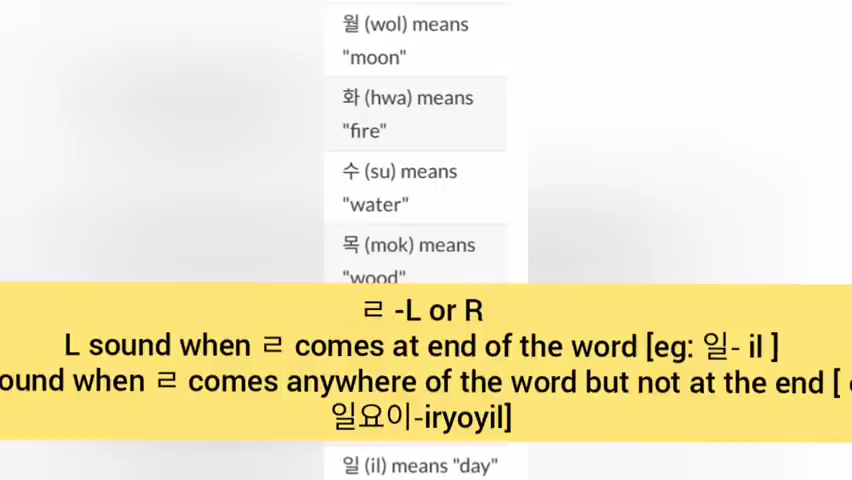 월 (wol) means
"moon"
화 (hwa) means
"fire"
수 (su) means
"water"
목 (mok) means
"wood"
ㄹ -L or R
L sound when ㄹ comes at end of the word [eg: 일- il ]
ound when ㄹ comes anywhere of the word but not at the end [
일요이-iryoyil]
일 (il) means "day"